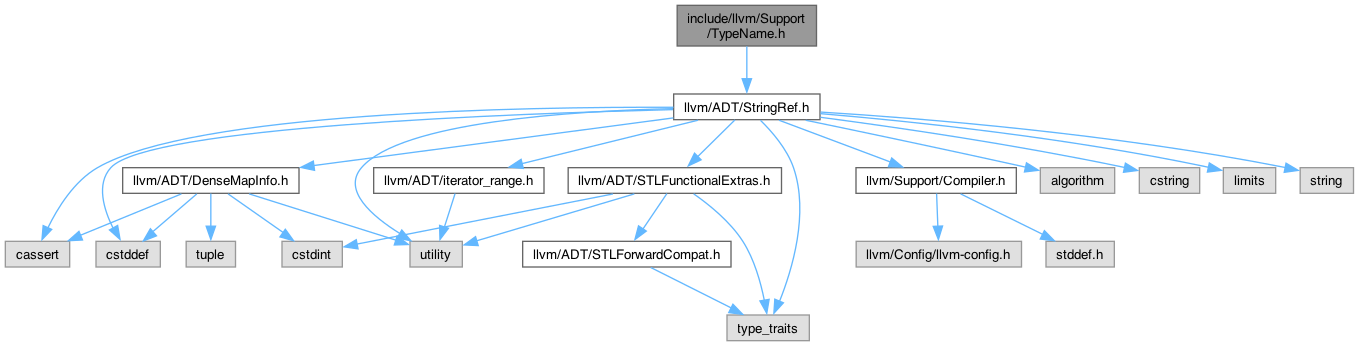 include/llvm/Support
/TypeName.h
llvm/ADT/StringRef.h
llvm/ADT/DenseMapInfo.h
llvm/ADT/iterator_range.h
llvm/ADT/STLFunctionalExtras.h
llvm/Support/Compiler.h
algorithm
cstring
limits
string
cassert
cstddef
tuple
cstdint
utility
llvm/ADT/STLForwardCompat.h
llvm/Config/llvm-config.h
stddef.h
type_traits